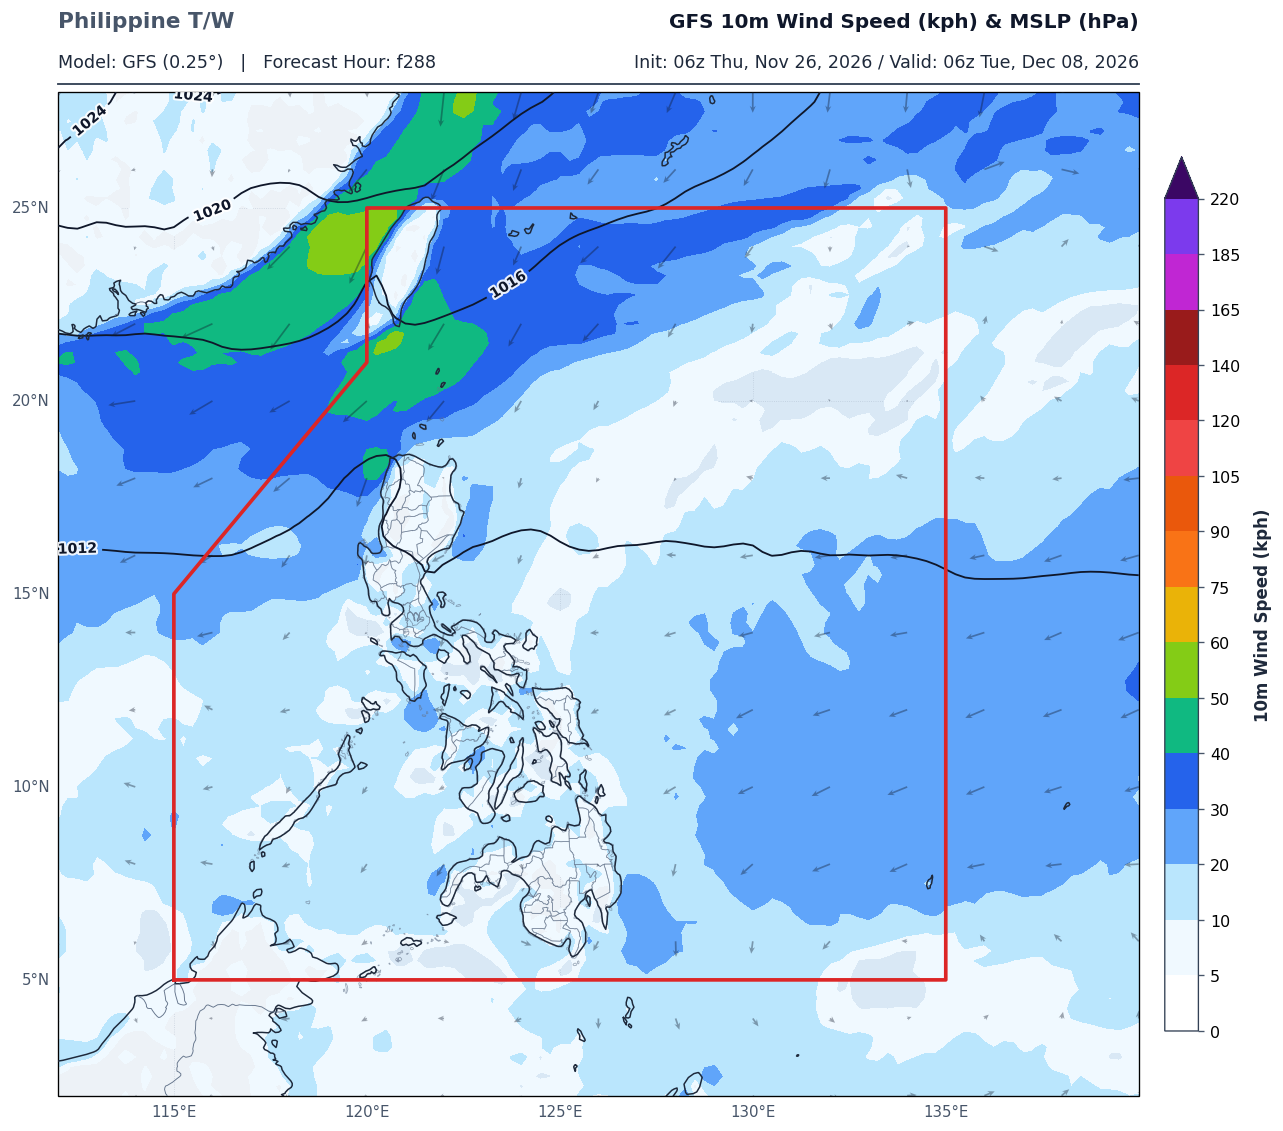 Philippine T/W
GFS 10m Wind Speed (kph) & MSLP (hPa)
Model: GFS (0.25°) | Forecast Hour: f288
Init: 06z Thu, Nov 26, 2026 / Valid: 06z Tue, Dec 08, 2026
1024
1024
1020
1016
1012
25°N
20°N
15°N
10°N
5°N
115°E
120°E
125°E
130°E
135°E
220
185
165
140
120
105
90
75
60
50
40
30
20
10
5
0
10m Wind Speed (kph)